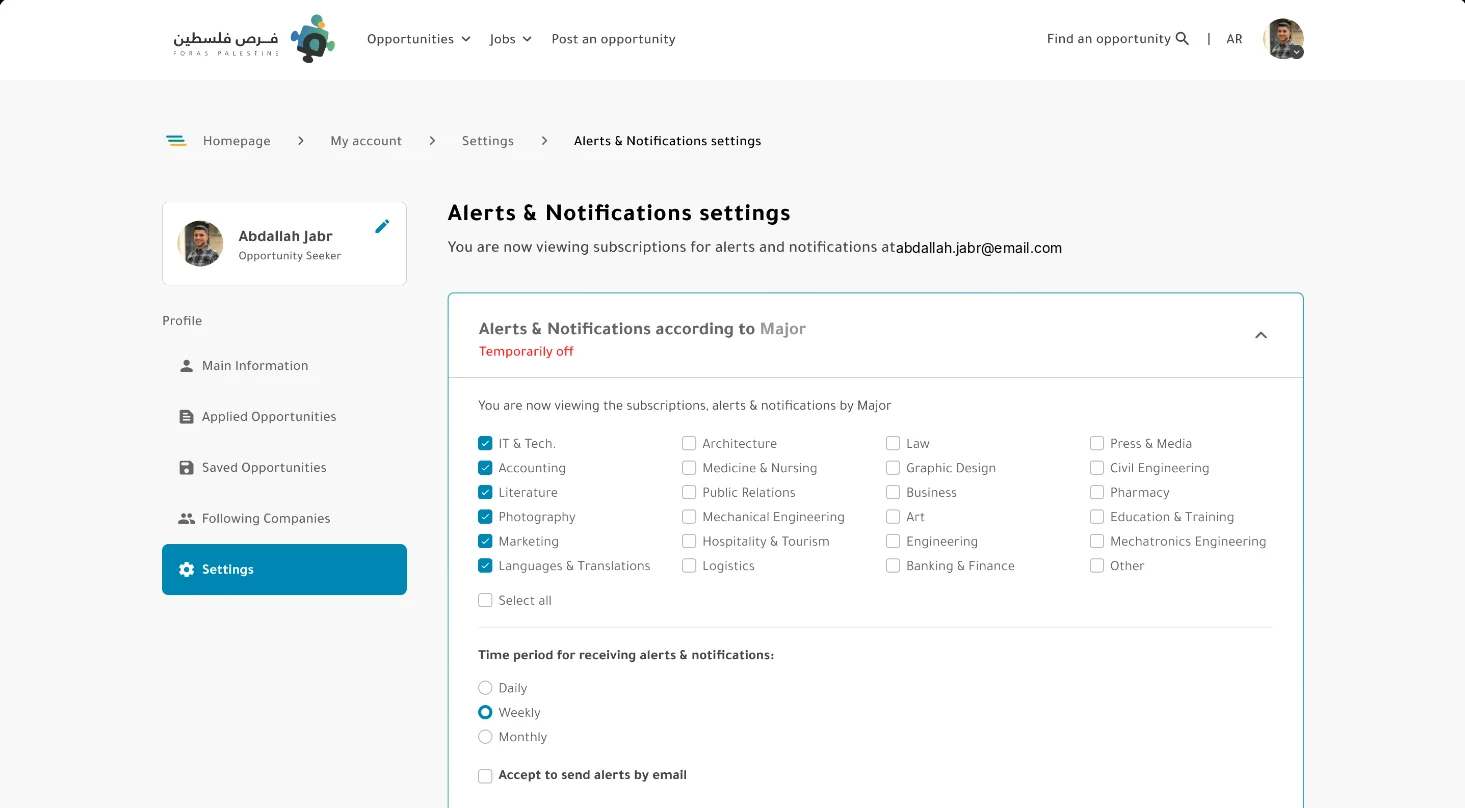 فرص فلسطين
FORAS PALESTINE
Opportunities
Jobs
Post an opportunity
Find an opportunity
|
AR
Homepage
My account
Settings
Alerts & Notifications settings
Abdallah Jabr
Opportunity Seeker
Profile
Main Information
Applied Opportunities
Saved Opportunities
Following Companies
Settings
Alerts & Notifications settings
You are now viewing subscriptions for alerts and notifications at abdallah.jabr@email.com
Alerts & Notifications according to Major
Temporarily off
You are now viewing the subscriptions, alerts & notifications by Major
IT & Tech.
Architecture
Law
Press & Media
Accounting
Medicine & Nursing
Graphic Design
Civil Engineering
Literature
Public Relations
Business
Pharmacy
Photography
Mechanical Engineering
Art
Education & Training
Marketing
Hospitality & Tourism
Engineering
Mechatronics Engineering
Languages & Translations
Logistics
Banking & Finance
Other
Select all
Time period for receiving alerts & notifications:
Daily
Weekly
Monthly
Accept to send alerts by email